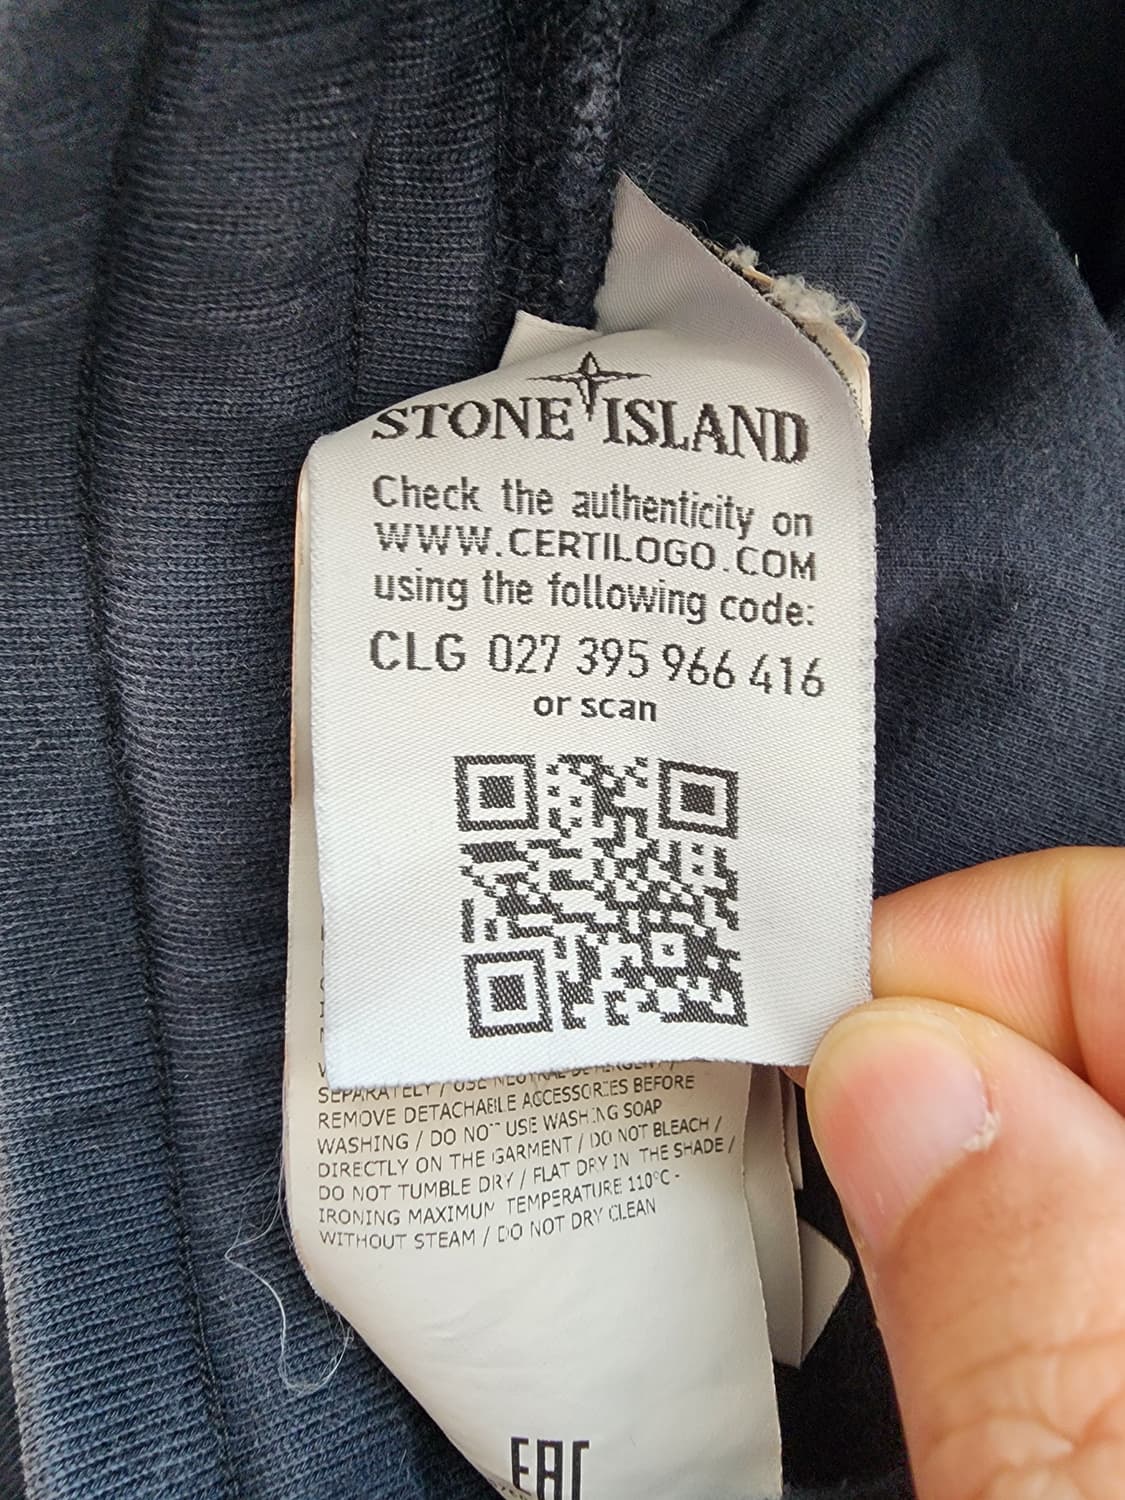 STONE ISLAND
Check the authenticity on
WWW.CERTILOGO.COM
using the following code:
CLG 027 395 966 416
or scan
SEPARATELY / USE NEUTRAL DETERGENT /
REMOVE DETACHABLE ACCESSORIES BEFORE
WASHING / DO NOT USE WASHING SOAP
DIRECTLY ON THE GARMENT / DO NOT BLEACH /
DO NOT TUMBLE DRY / FLAT DRY IN THE SHADE /
IRONING MAXIMUM TEMPERATURE 110°C -
WITHOUT STEAM / DO NOT DRY CLEAN
EAC